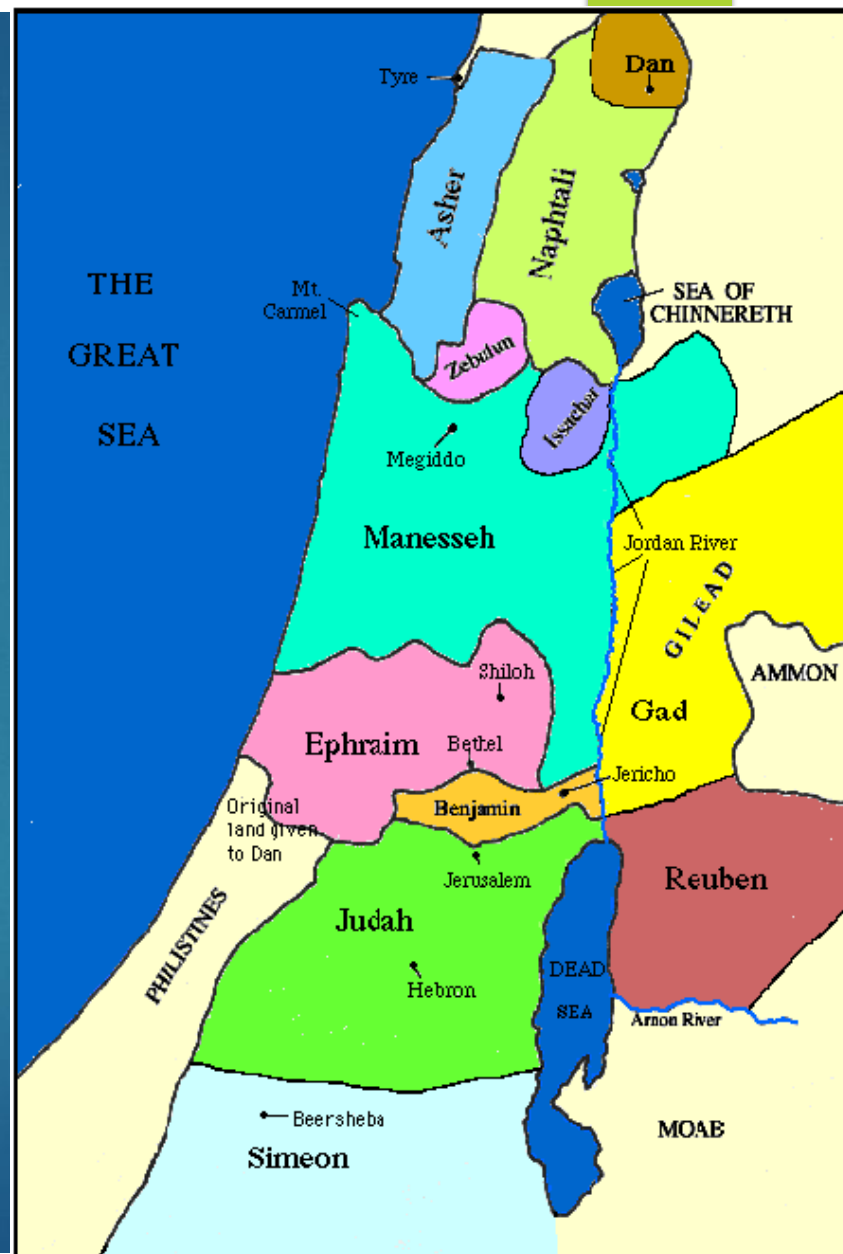 Dan
Tyre
Asher
Naphtali
THE
GREAT
SEA
Mt.
Carmel
SEA OF
CHINNERETH
Zebulun
Issachar
Megiddo
Manesseh
Jordan River
GILEAD
Shiloh
AMMON
Gad
Ephraim
Bethel
Jericho
Benjamin
Original
land given
to Dan
Jerusalem
Reuben
Judah
PHILISTINES
Hebron
DEAD
SEA
Arnon River
Beersheba
MOAB
Simeon